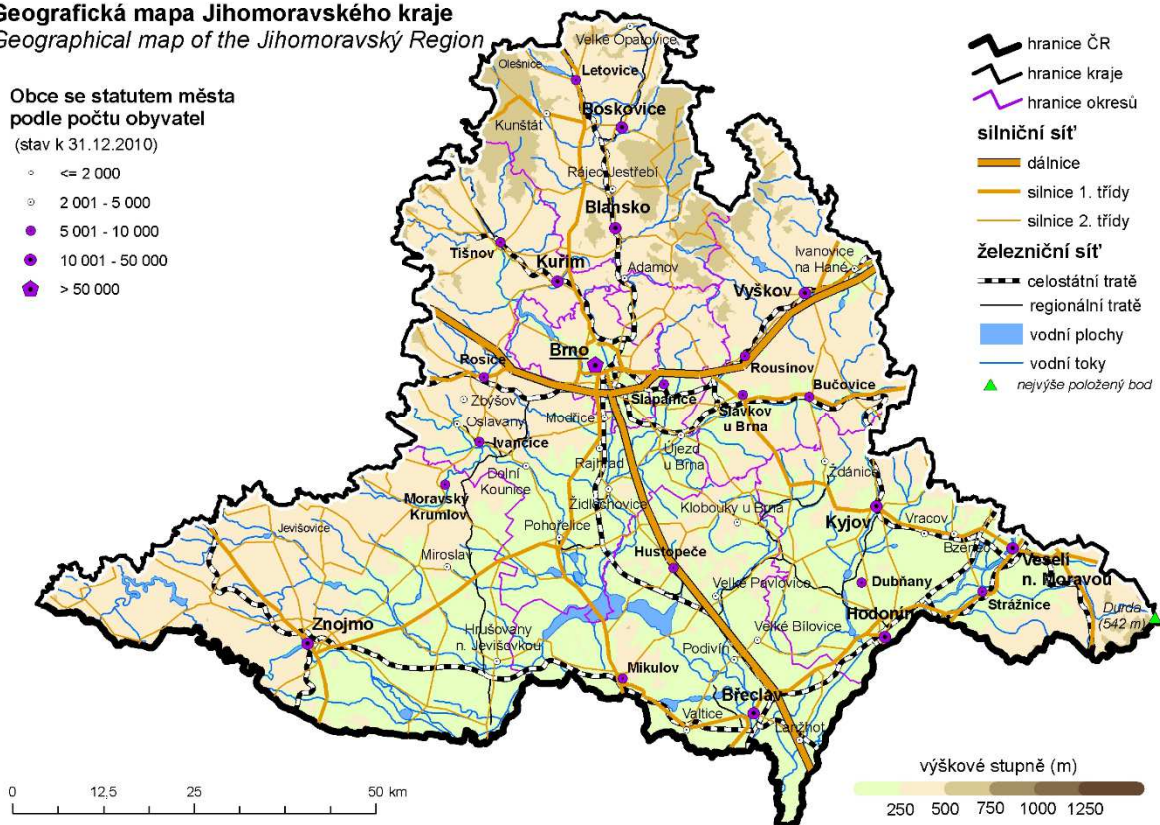 Geografická mapa Jihomoravského kraje
Geographical map of the Jihomoravský Region
Obce se statutem města
podle počtu obyvatel
(stav k 31.12.2010)
<= 2 000
2 001 - 5 000
5 001 - 10 000
10 001 - 50 000
> 50 000
hranice ČR
hranice kraje
hranice okresů
silniční síť
dálnice
silnice 1. třídy
silnice 2. třídy
železniční síť
celostátní tratě
regionální tratě
vodní plochy
vodní toky
nejvýše položený bod
Velké Opatovice
Olešnice
Letovice
Boskovice
Kunštát
Rájec Jestřebí
Blansko
Tišnov
Kuřim
Adamov
Ivanovice
na Hané
Vyškov
Brno
Rosice
Rousínov
Zbýšov
Šlapanice
Bučovice
Slavkov
u Brna
Oslavany
Modřice
Ivančice
Újezd
u Brna
Rajhrad
Dolní
Kounice
Ždánice
Moravský
Krumlov
Židlochovice
Klobouky u Brna
Kyjov
Vracov
Pohořelice
Jevišovice
Bzenec
Miroslav
Hustopeče
Veselí
n. Moravou
Velké Pavlovice
Dubňany
Strážnice
Durda
(542 m)
Znojmo
Hrušovany
n. Jevišovkou
Velké Bílovice
Hodonín
Podivín
Mikulov
Břeclav
Valtice
Lanžhot
0 12,5 25 50 km
výškové stupně (m)
250 500 750 1000 1250